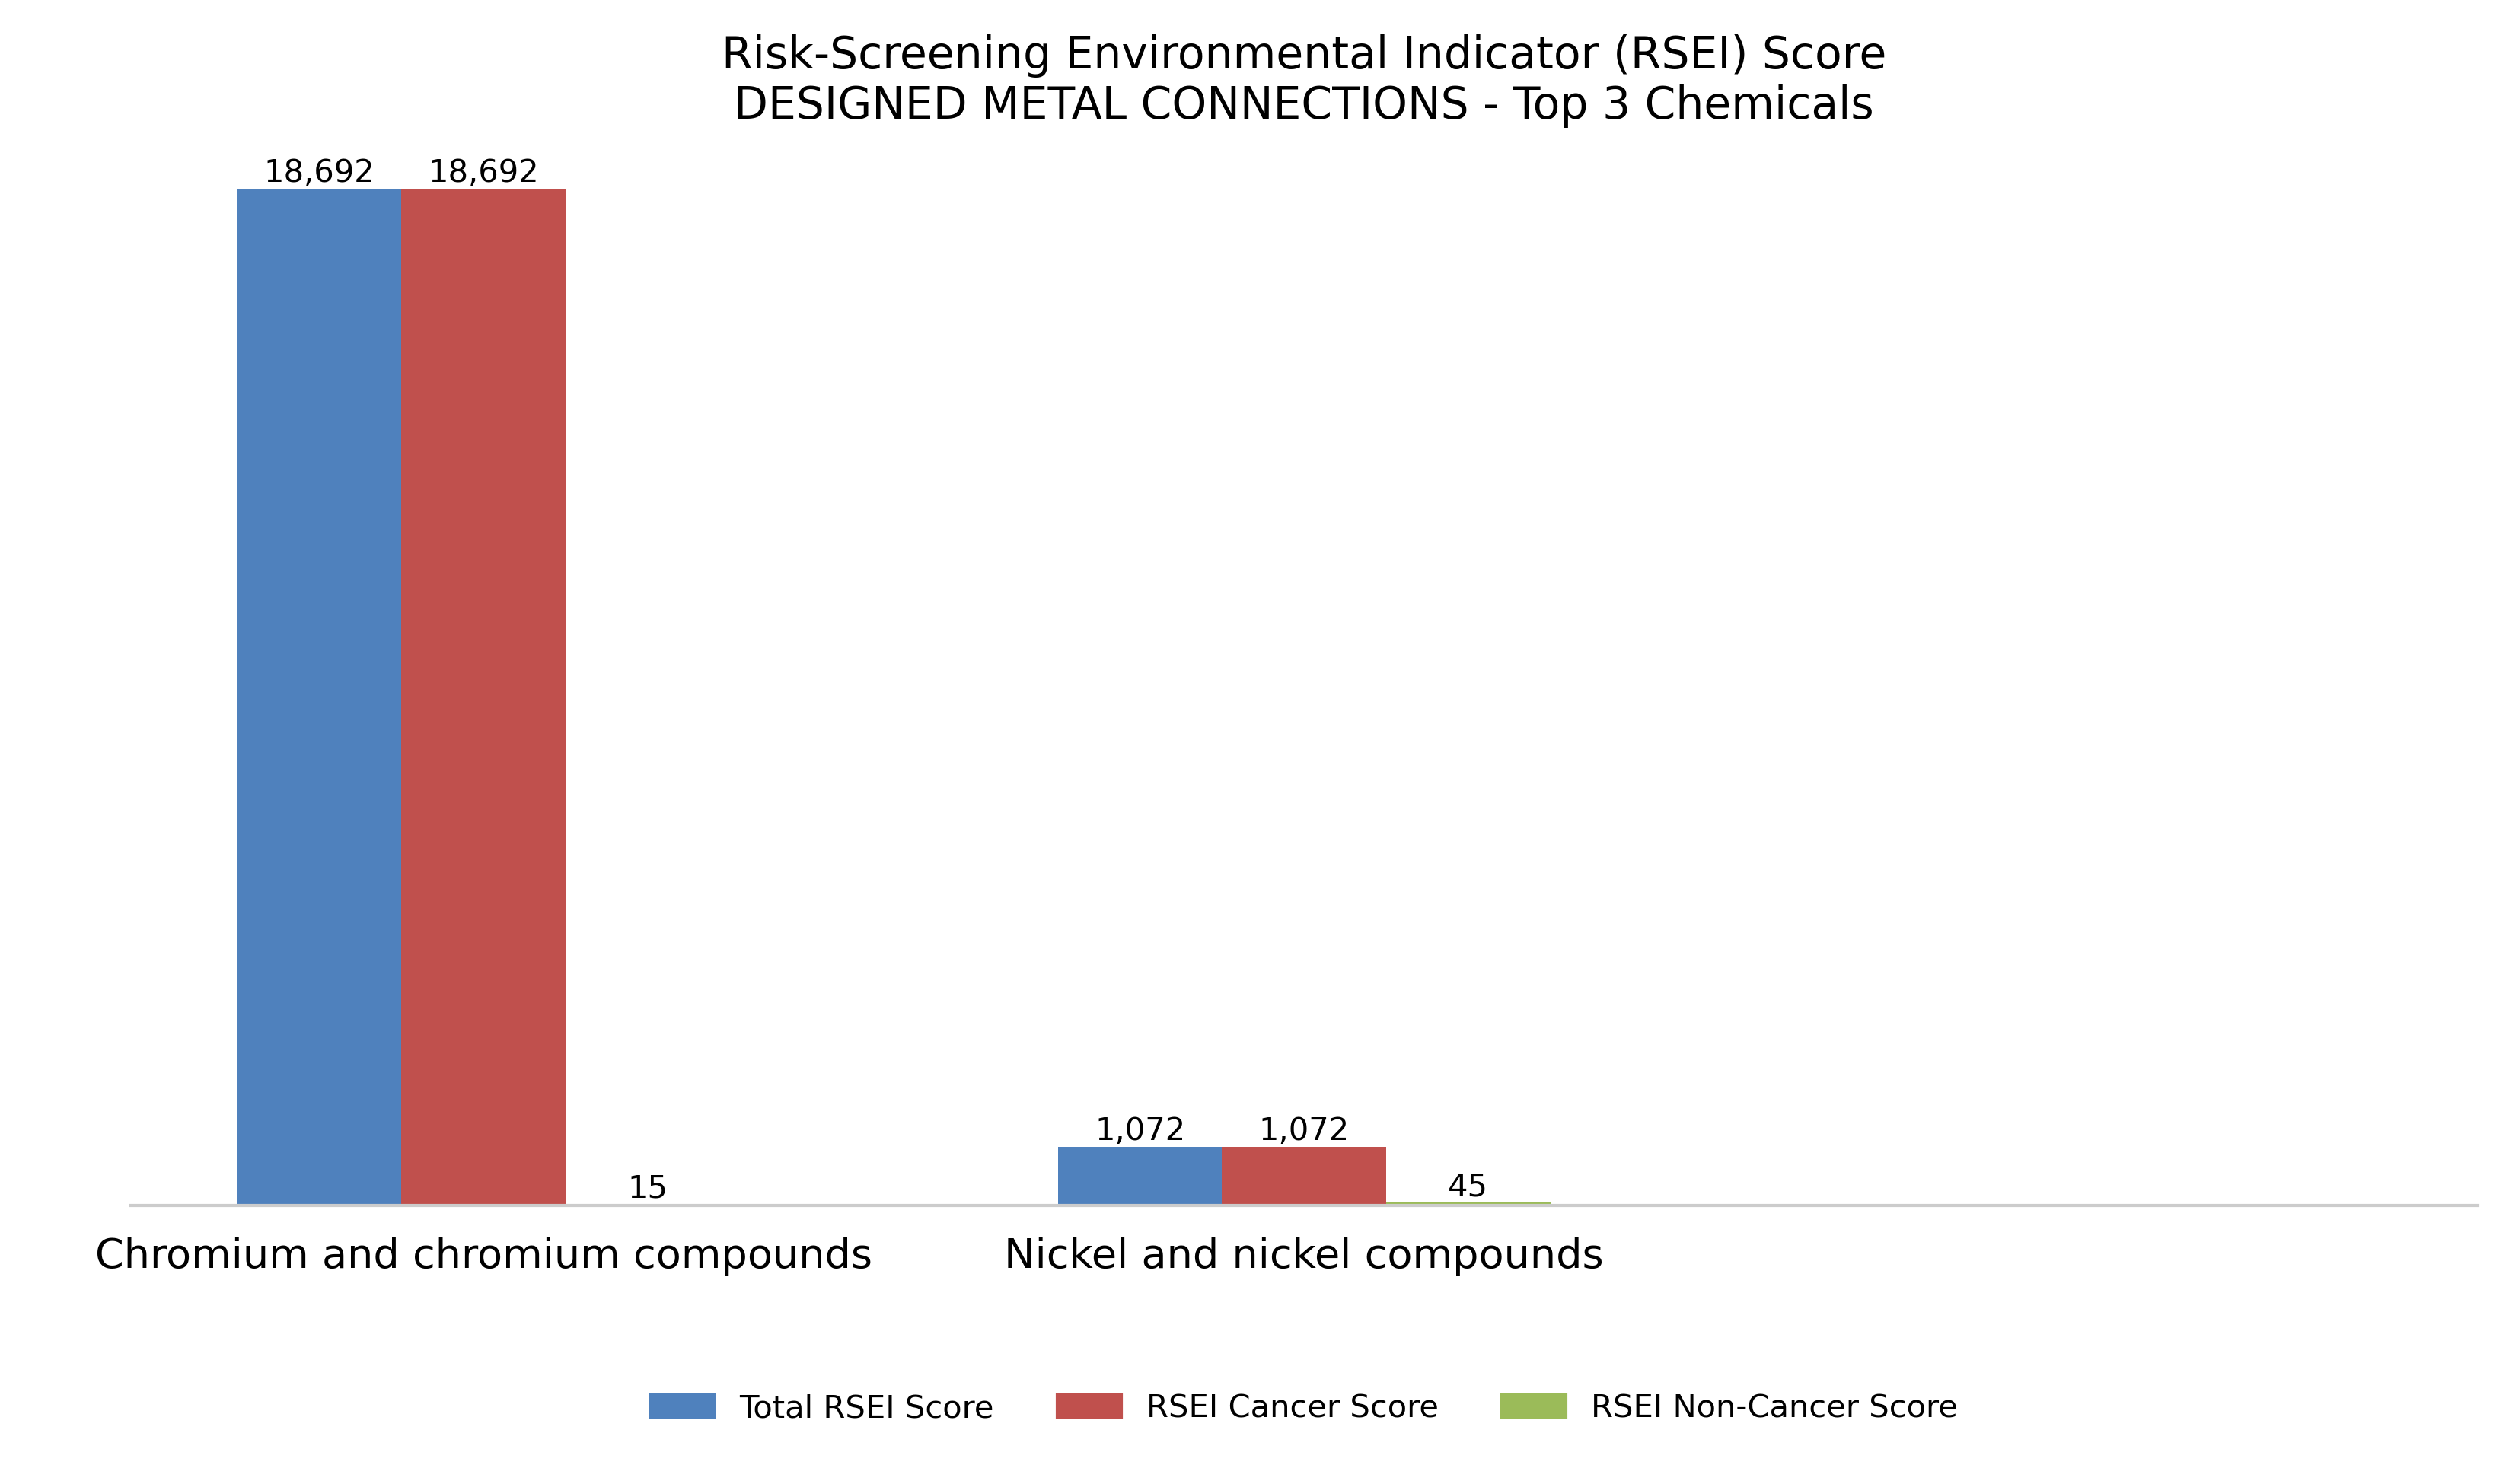 Risk-Screening Environmental Indicator (RSEI) Score
DESIGNED METAL CONNECTIONS - Top 3 Chemicals
18,692
18,692
15
1,072
1,072
45
Chromium and chromium compounds
Nickel and nickel compounds
Total RSEI Score
RSEI Cancer Score
RSEI Non-Cancer Score